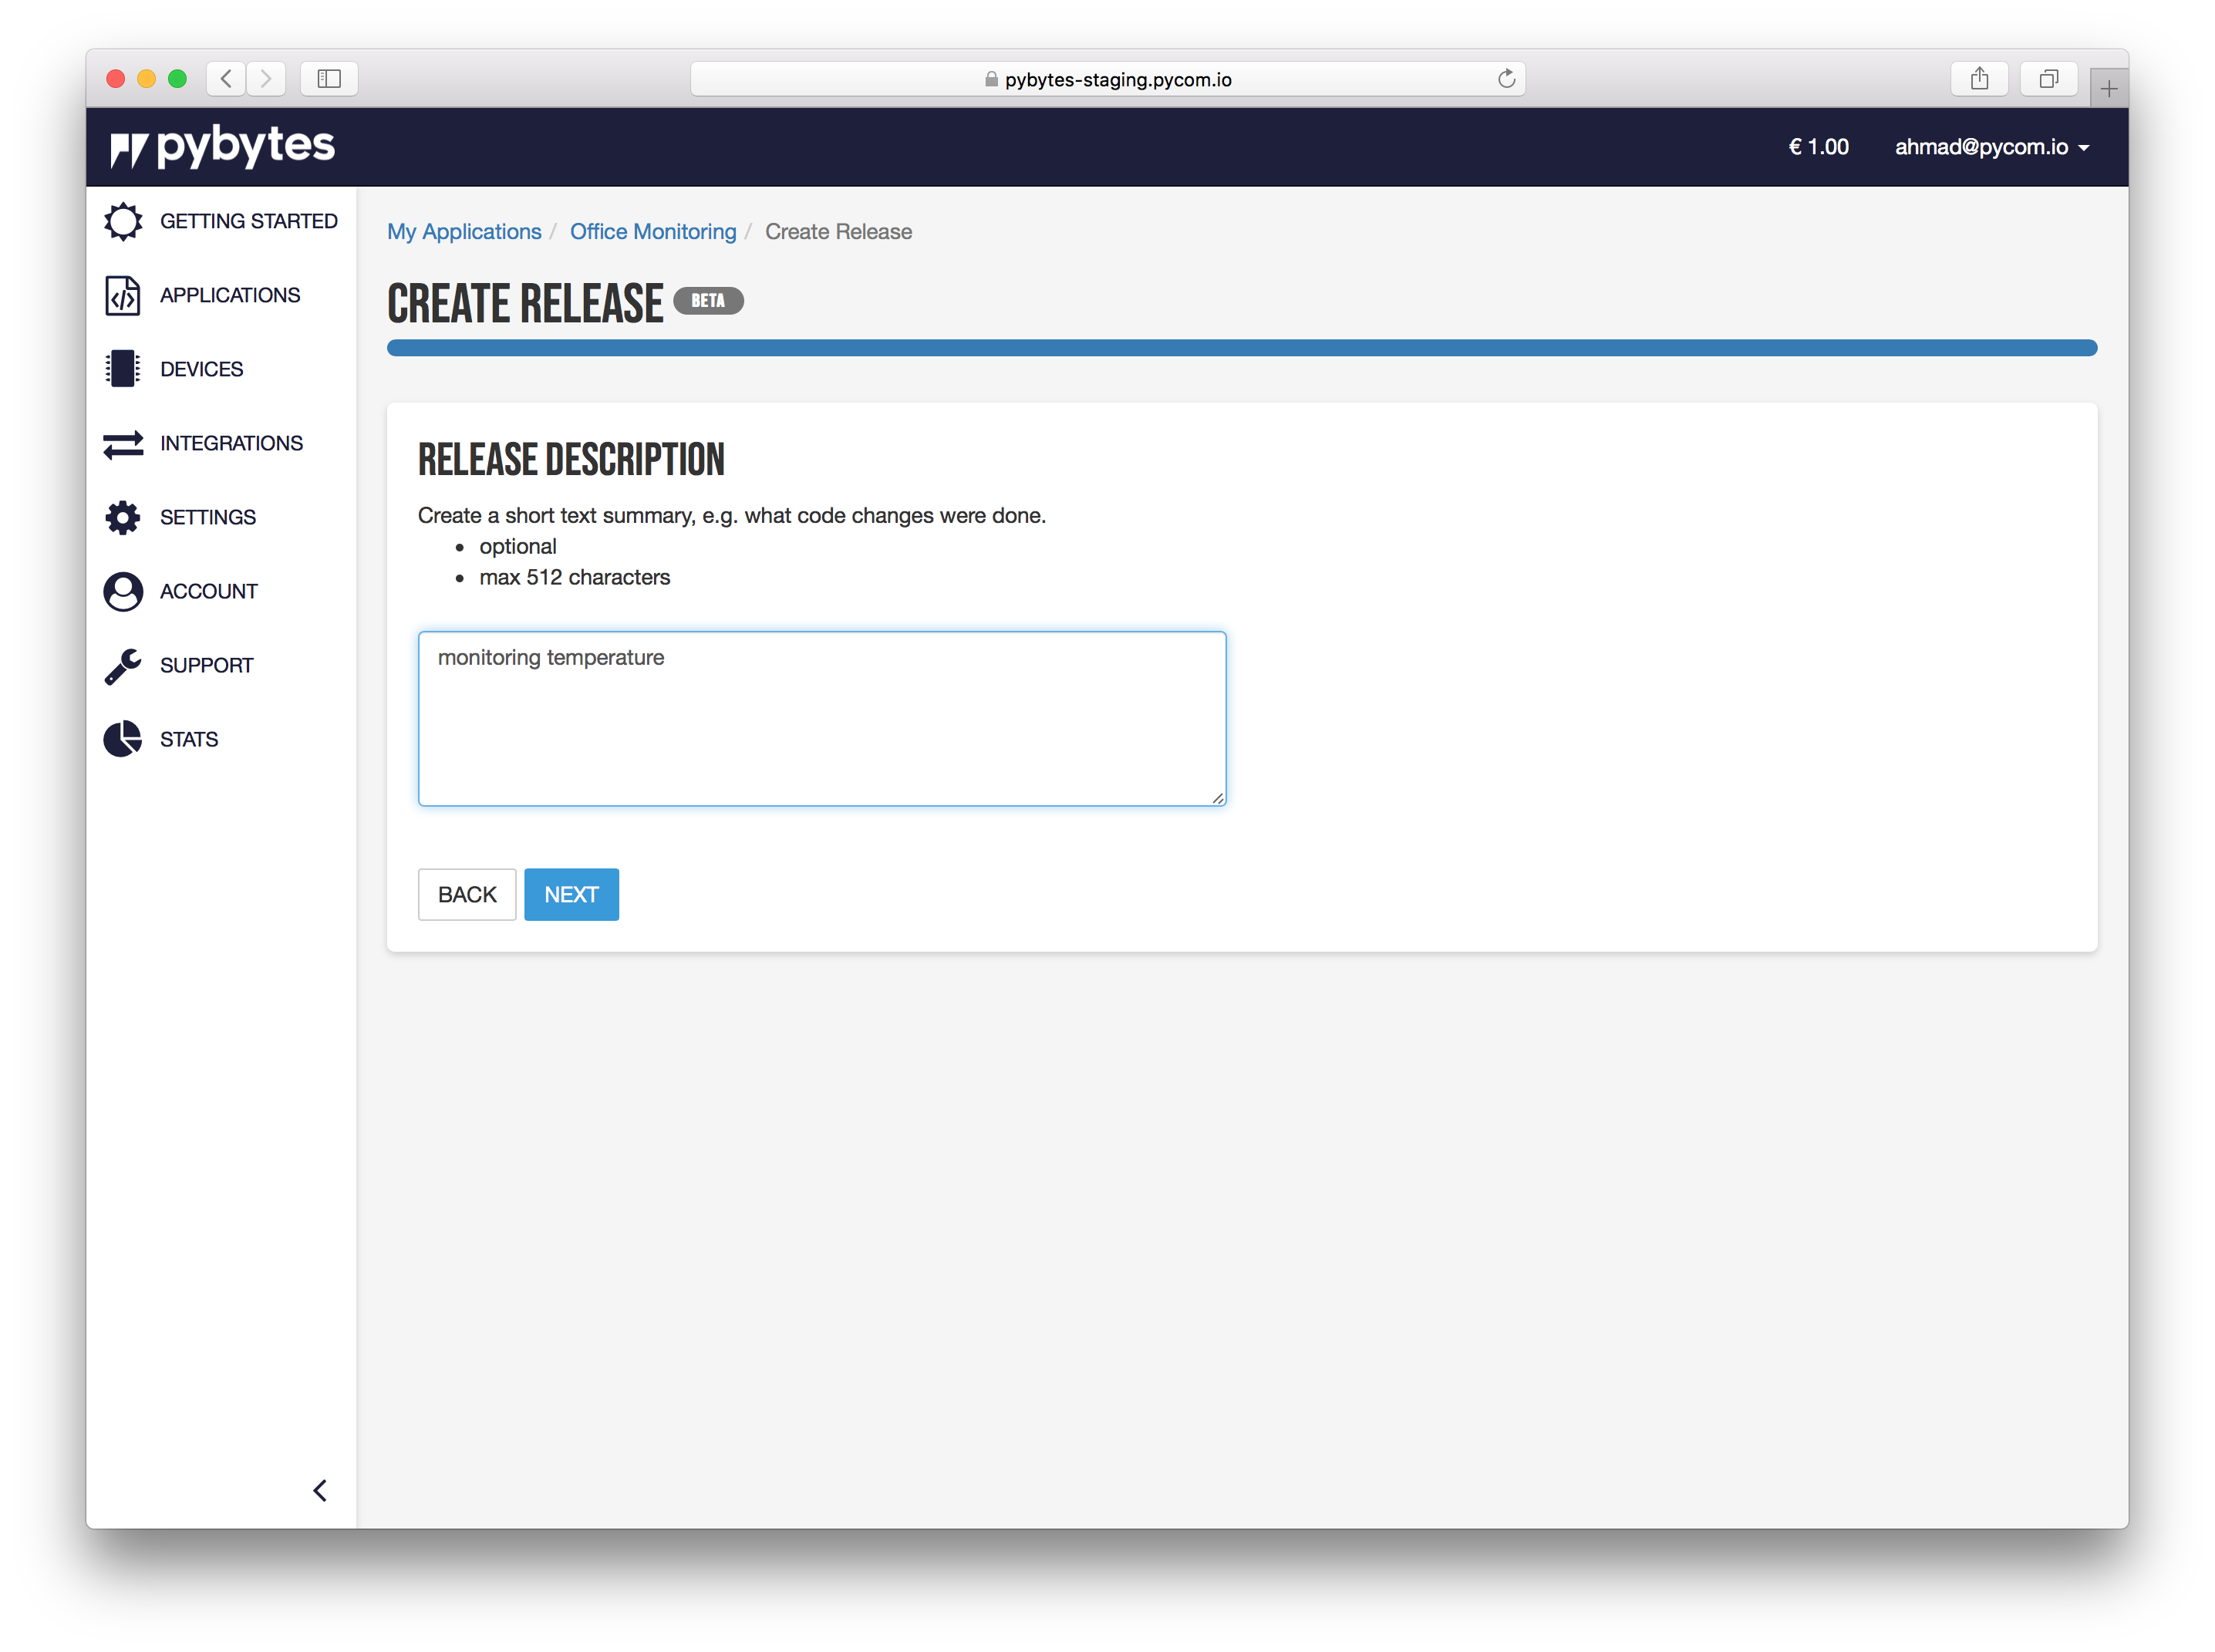 pybytes-staging.pycom.io
pybytes
€ 1.00 ahmad@pycom.io
GETTING STARTED
APPLICATIONS
DEVICES
INTEGRATIONS
SETTINGS
ACCOUNT
SUPPORT
STATS
My Applications / Office Monitoring / Create Release
CREATE RELEASE BETA
RELEASE DESCRIPTION
Create a short text summary, e.g. what code changes were done.
• optional
• max 512 characters
monitoring temperature
BACK NEXT